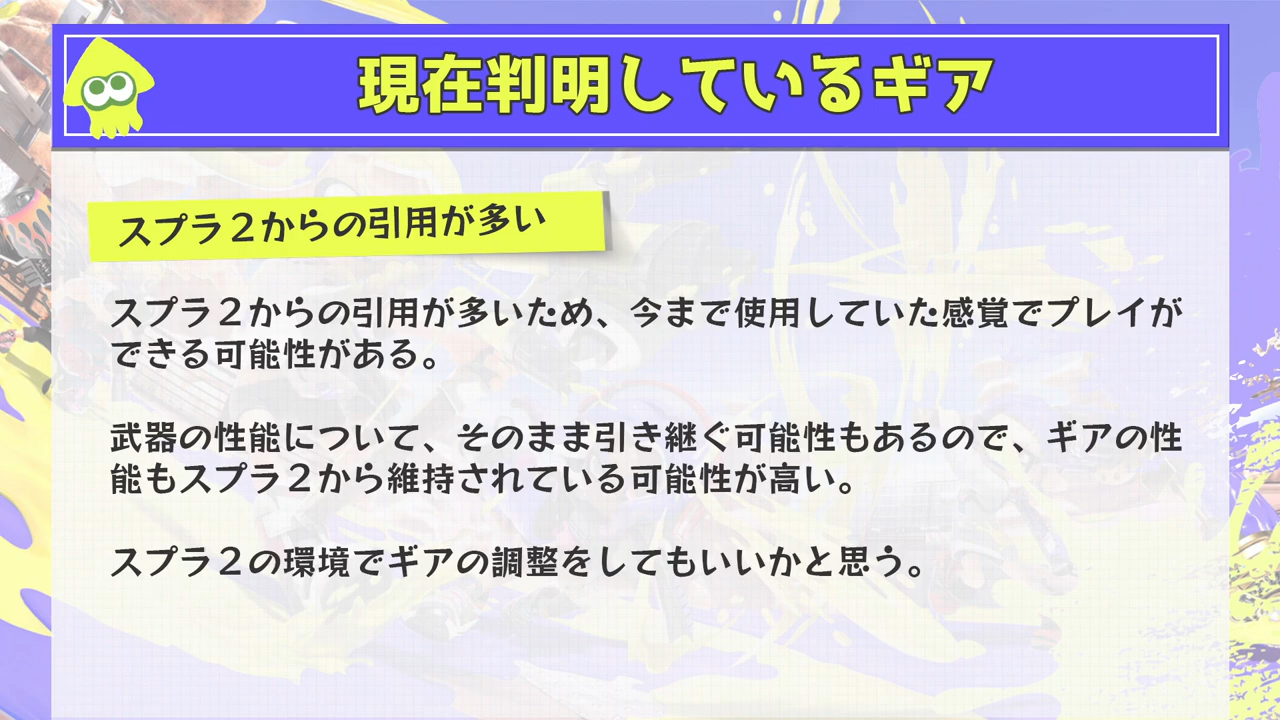 現在判明しているギア
スプラ２からの引用が多い
スプラ２からの引用が多いため、今まで使用していた感覚でプレイが
できる可能性がある。
武器の性能について、そのまま引き継ぐ可能性もあるので、ギアの性
能もスプラ２から維持されている可能性が高い。
スプラ２の環境でギアの調整をしてもいいかと思う。